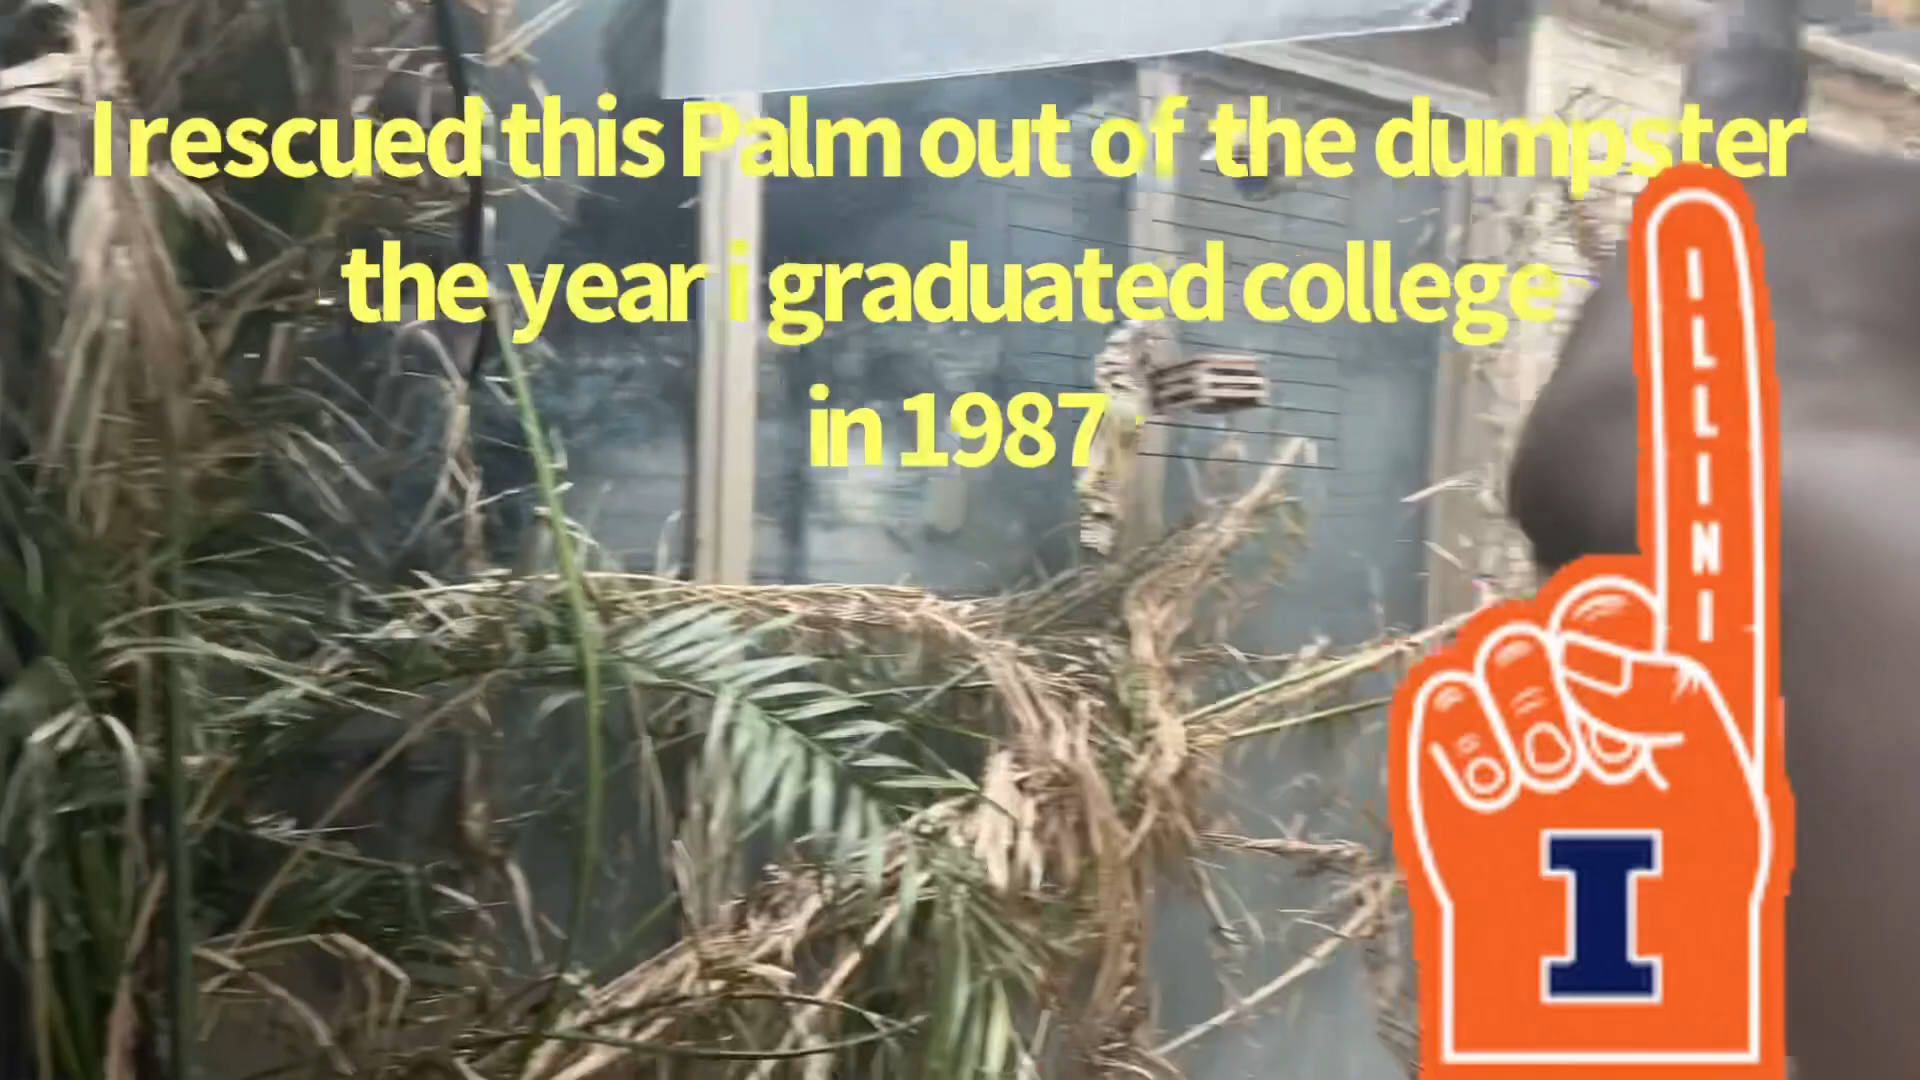 I rescued this Palm out of the dumpster
the year i graduated college
in 1987
ILLINI
I